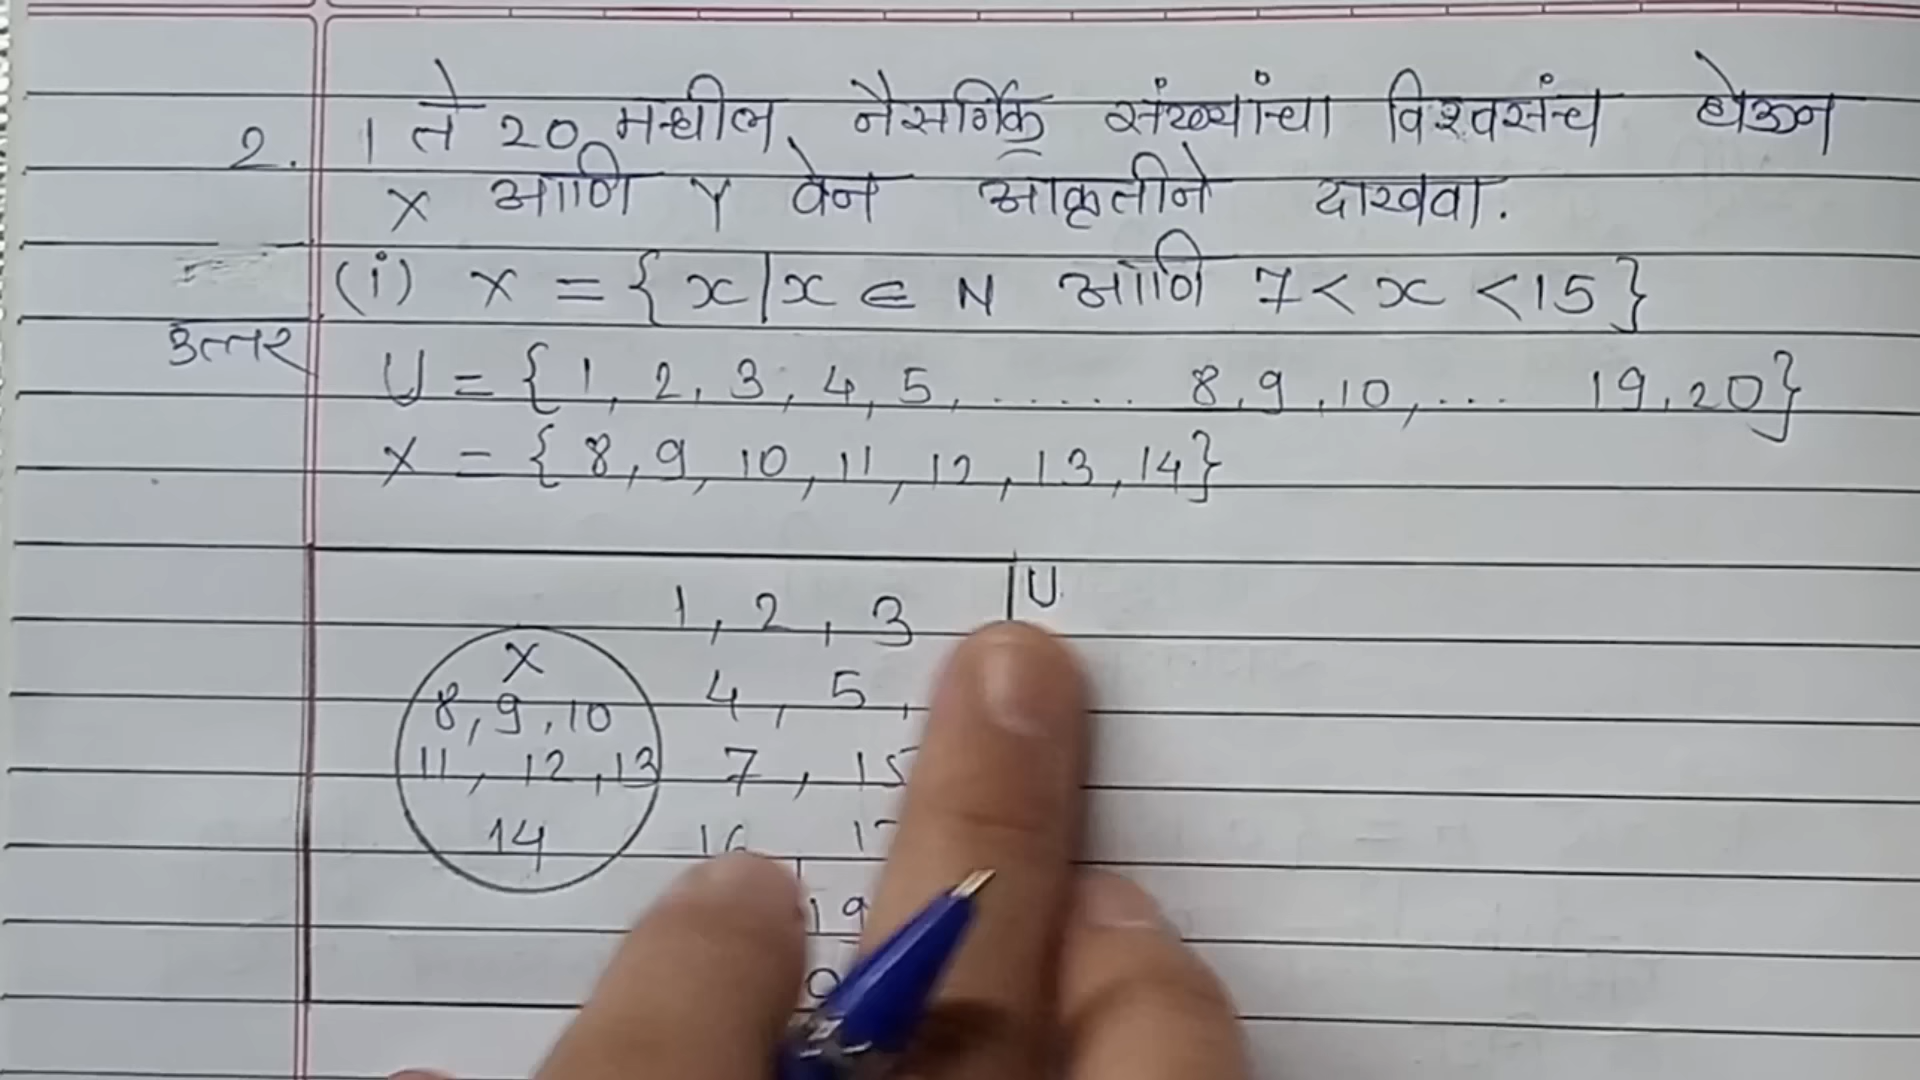 2. 1 ते 20 मधील नैसर्गिक संख्यांचा विश्वसंच घेऊन
X आणि Y वेन आकृतीने दाखवा.
(i) X = { x | x ∈ N आणि 7 < x < 15 }
उत्तर U = { 1, 2, 3, 4, 5, ...... 8, 9, 10, ... 19, 20 }
X = { 8, 9, 10, 11, 12, 13, 14 }
U
1, 2, 3
X
4, 5,
8, 9, 10
7, 15
11, 12, 13
16
14
19